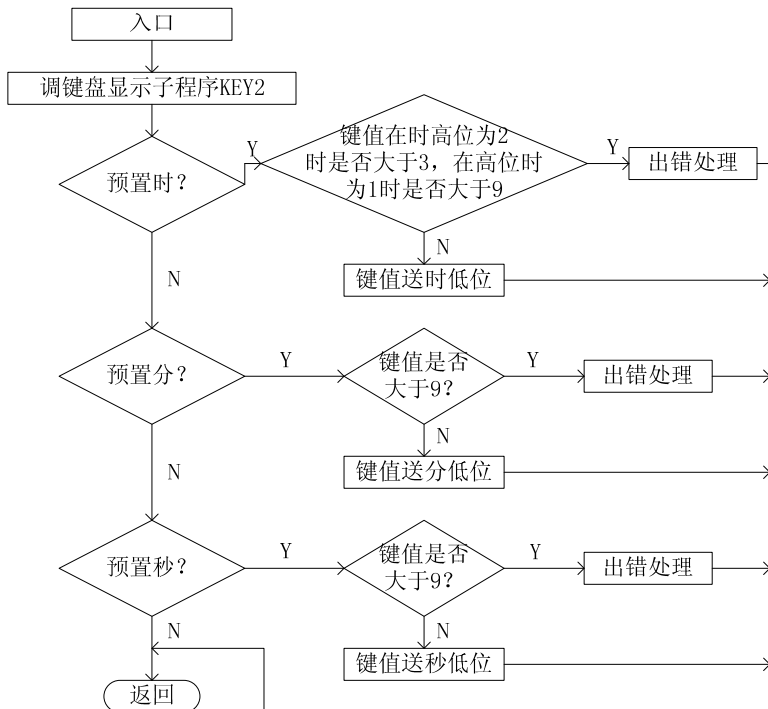 入口
调键盘显示子程序KEY2
预置时？
Y
键值在时高位为2
时是否大于3，在高位时
为1时是否大于9
Y
出错处理
N
键值送时低位
N
预置分？
Y
键值是否
大于9？
Y
出错处理
N
键值送分低位
N
预置秒？
Y
键值是否
大于9？
Y
出错处理
N
键值送秒低位
N
返回